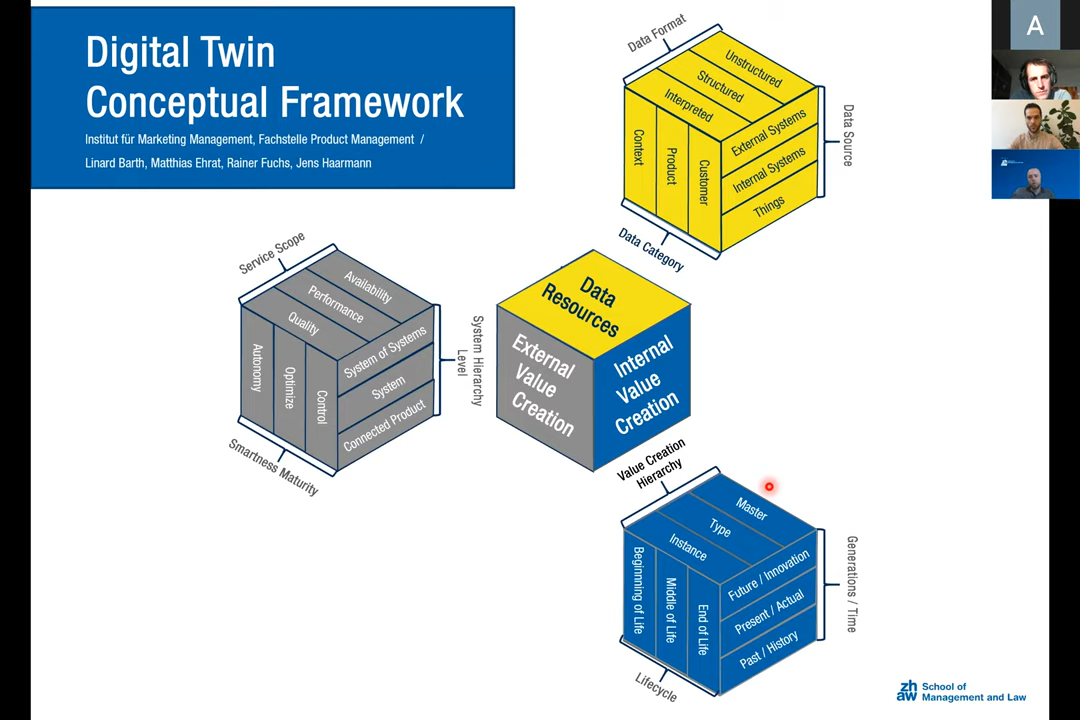 Digital Twin
Conceptual Framework
Institut für Marketing Management, Fachstelle Product Management /
Linard Barth, Matthias Ehrat, Rainer Fuchs, Jens Haarmann
A
Data Format
Unstructured
Structured
Interpreted
Context
Product
Customer
External Systems
Internal Systems
Things
Data Source
Data Category
Service Scope
Availability
Performance
Quality
Autonomy
Optimize
Control
System of Systems
System
Connected Product
System Hierarchy
Level
Smartness Maturity
Data
Resources
External
Value
Creation
Internal
Value
Creation
Value Creation
Hierarchy
Master
Type
Instance
Beginnning of Life
Middle of Life
End of Life
Future / Innovation
Present / Actual
Past / History
Generations / Time
Lifecycle
zh
aw
School of
Management and Law